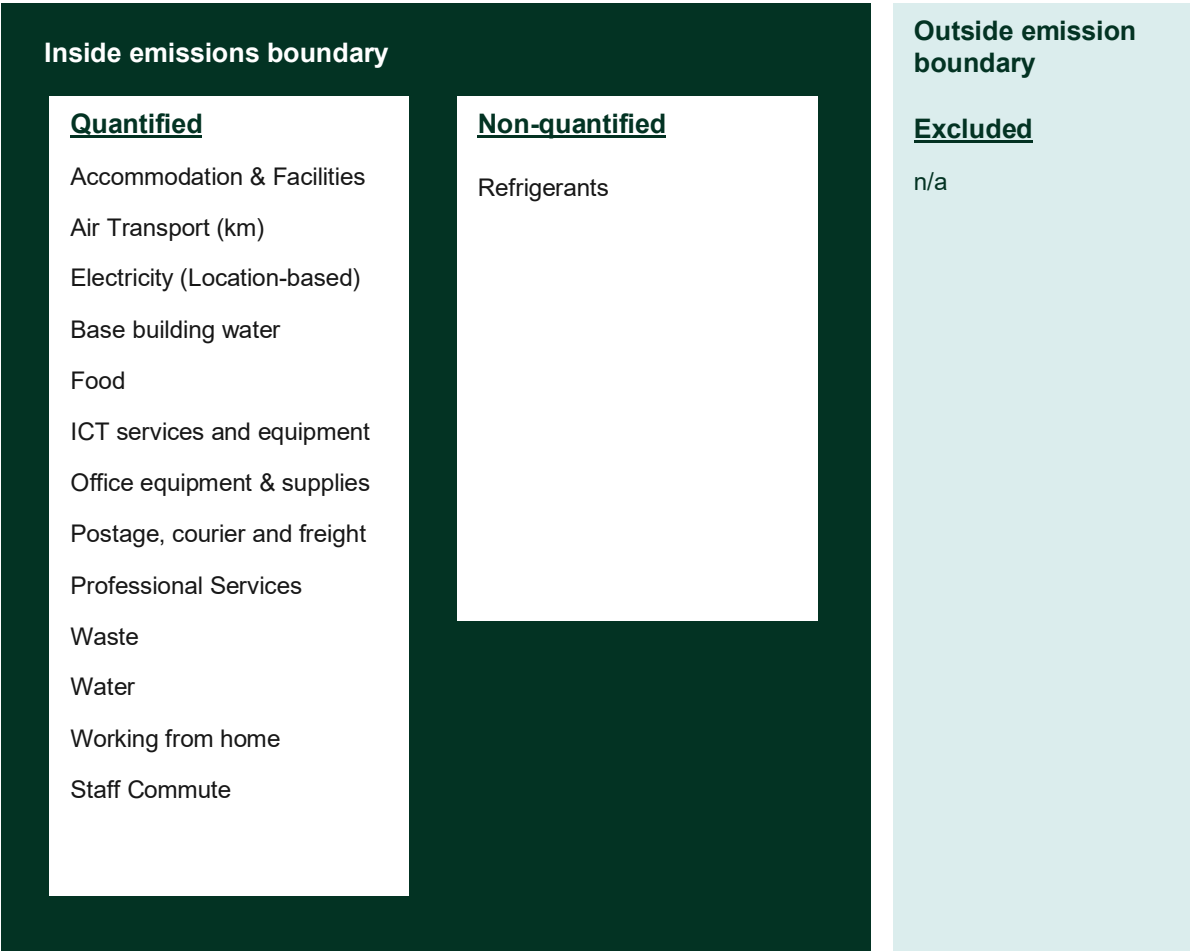 Inside emissions boundary
Quantified
Accommodation & Facilities
Air Transport (km)
Electricity (Location-based)
Base building water
Food
ICT services and equipment
Office equipment & supplies
Postage, courier and freight
Professional Services
Waste
Water
Working from home
Staff Commute
Non-quantified
Refrigerants
Outside emission
boundary
Excluded
n/a